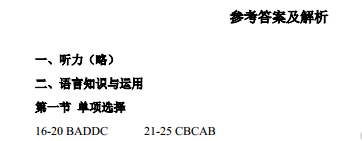 参考答案及解析
一、听力（略）
二、语言知识与运用
第一节 单项选择
16-20 BADDC 21-25 CBCAB